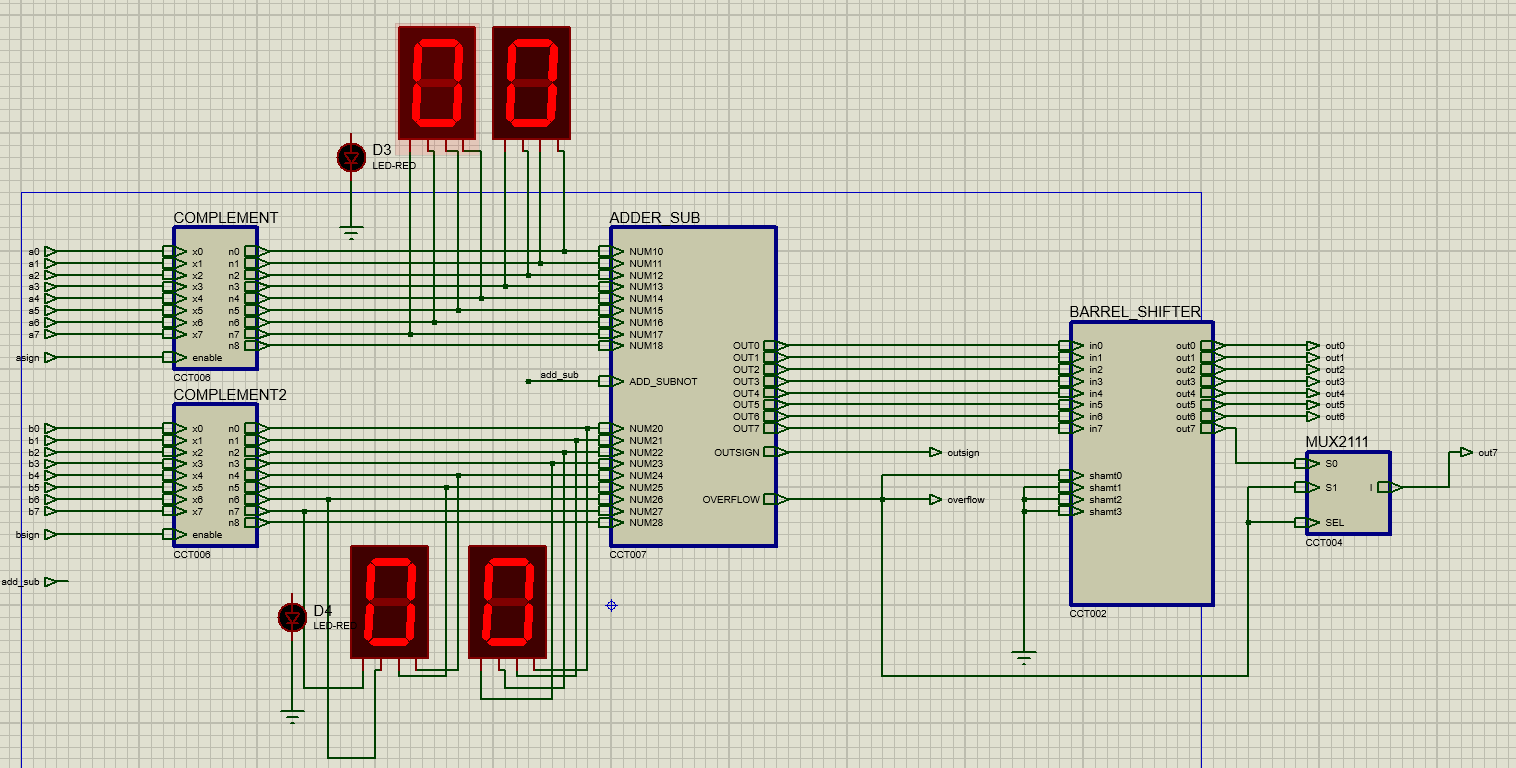 D3
LED-RED
COMPLEMENT
a0 x0 n0
a1 x1 n1
a2 x2 n2
a3 x3 n3
a4 x4 n4
a5 x5 n5
a6 x6 n6
a7 x7 n7
n8
asign enable
CCT006
COMPLEMENT2
b0 x0 n0
b1 x1 n1
b2 x2 n2
b3 x3 n3
b4 x4 n4
b5 x5 n5
b6 x6 n6
b7 x7 n7
n8
bsign enable
CCT006
add_sub
D4
LED-RED
ADDER_SUB
NUM10
NUM11
NUM12
NUM13
NUM14
NUM15
NUM16
NUM17
NUM18
add_sub ADD_SUBNOT
NUM20
NUM21
NUM22
NUM23
NUM24
NUM25
NUM26
NUM27
NUM28
OUT0
OUT1
OUT2
OUT3
OUT4
OUT5
OUT6
OUT7
OUTSIGN outsign
OVERFLOW overflow
CCT007
BARREL_SHIFTER
in0 out0 out0
in1 out1 out1
in2 out2 out2
in3 out3 out3
in4 out4 out4
in5 out5 out5
in6 out6 out6
in7 out7
shamt0
shamt1
shamt2
shamt3
CCT002
MUX2111
S0
S1 I
SEL
CCT004
out7